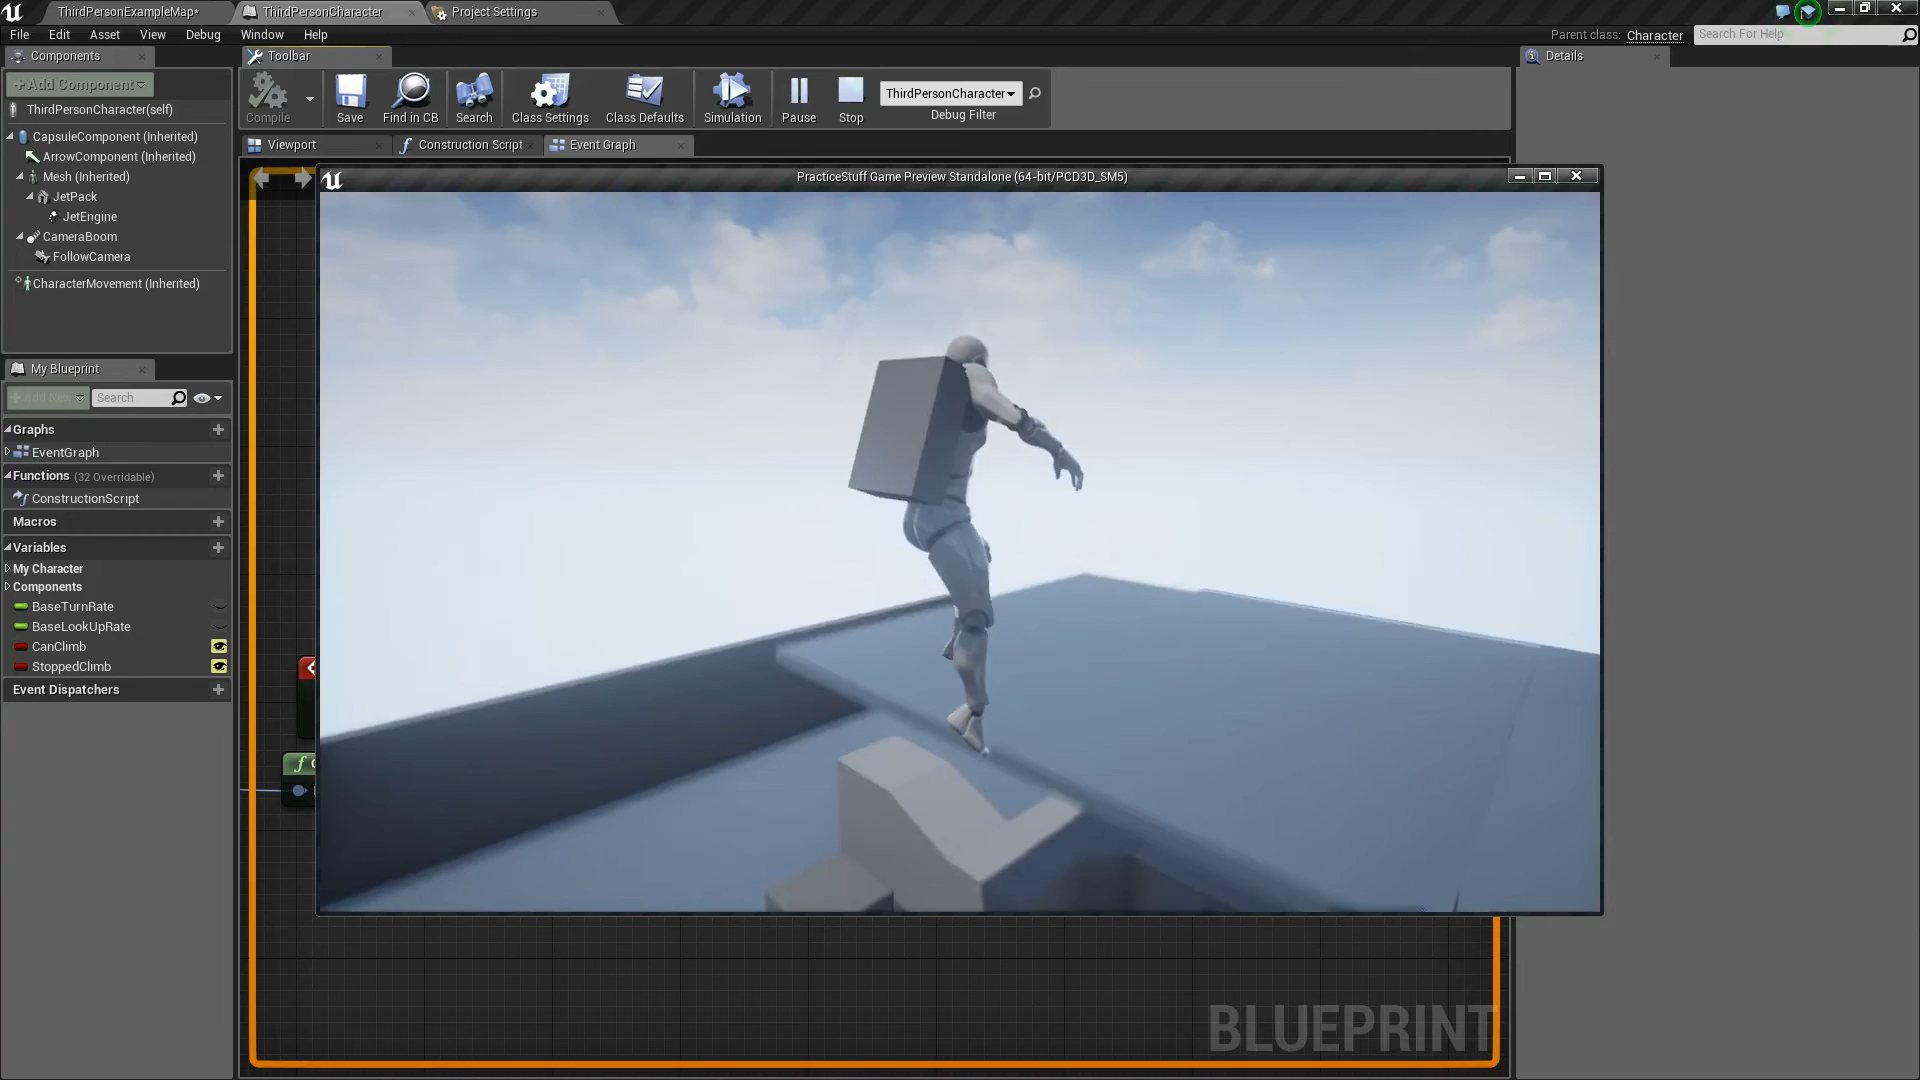 ThirdPersonExampleMap*
ThirdPersonCharacter
Project Settings
File Edit Asset View Debug Window Help
Parent class: Character
Search For Help
Components
Toolbar
Details
+Add Component
ThirdPersonCharacter(self)
CapsuleComponent (Inherited)
ArrowComponent (Inherited)
Mesh (Inherited)
JetPack
JetEngine
CameraBoom
FollowCamera
CharacterMovement (Inherited)
Compile
Save
Find in CB
Search
Class Settings
Class Defaults
Simulation
Pause
Stop
ThirdPersonCharacter
Debug Filter
Viewport
Construction Script
Event Graph
PracticeStuff Game Preview Standalone (64-bit/PCD3D_SM5)
My Blueprint
+Add New
Search
Graphs
EventGraph
Functions (32 Overridable)
ConstructionScript
Macros
Variables
My Character
Components
BaseTurnRate
BaseLookUpRate
CanClimb
StoppedClimb
Event Dispatchers
BLUEPRINT